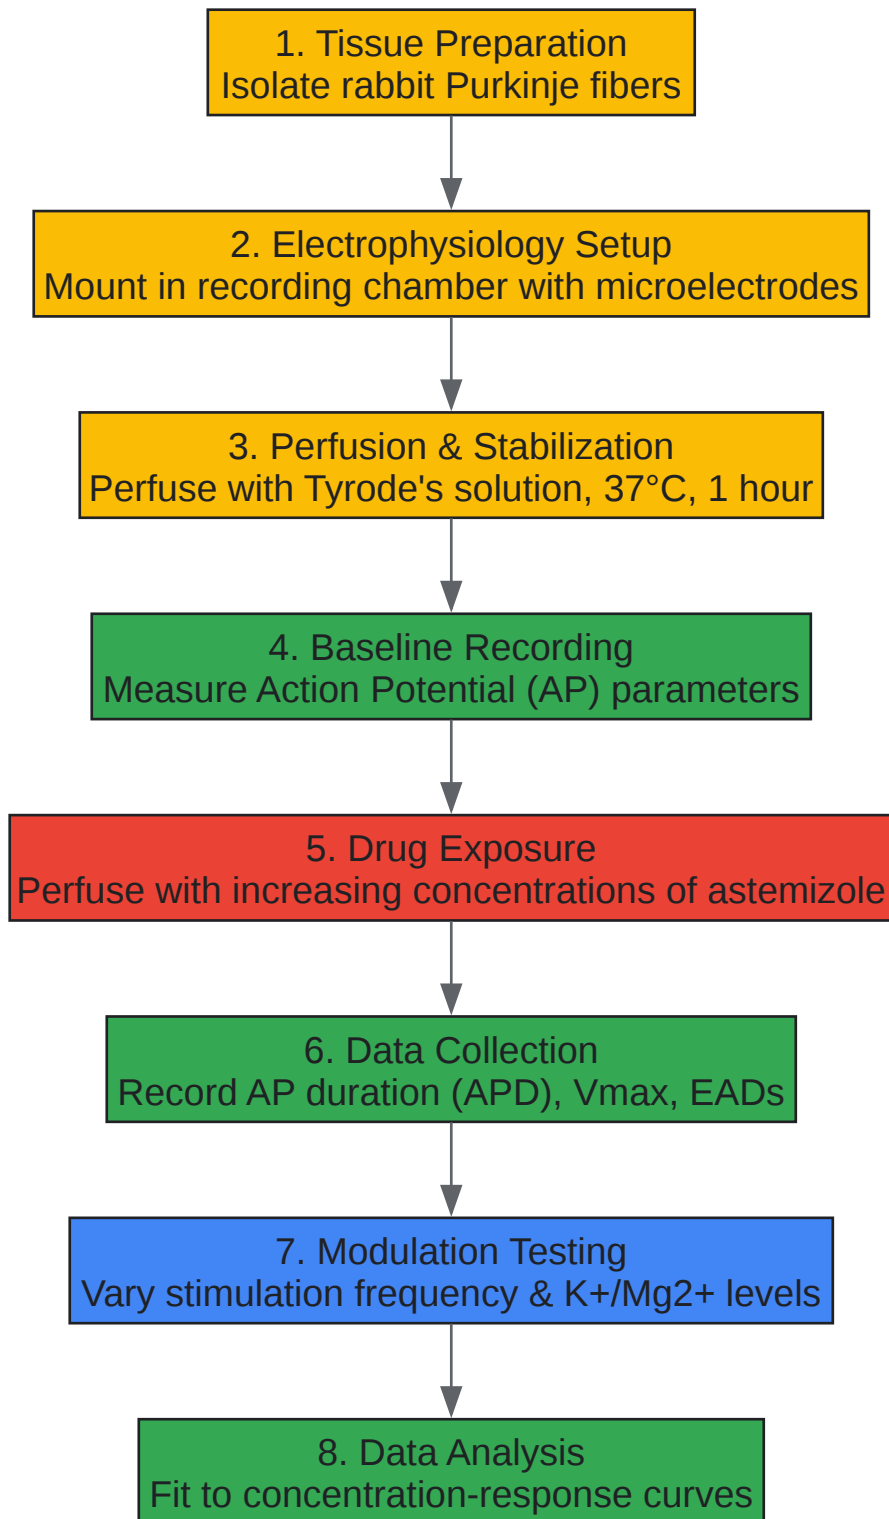 1. Tissue Preparation
Isolate rabbit Purkinje fibers
2. Electrophysiology Setup
Mount in recording chamber with microelectrodes
3. Perfusion & Stabilization
Perfuse with Tyrode's solution, 37°C, 1 hour
4. Baseline Recording
Measure Action Potential (AP) parameters
5. Drug Exposure
Perfuse with increasing concentrations of astemizole
6. Data Collection
Record AP duration (APD), Vmax, EADs
7. Modulation Testing
Vary stimulation frequency & K+/Mg2+ levels
8. Data Analysis
Fit to concentration-response curves